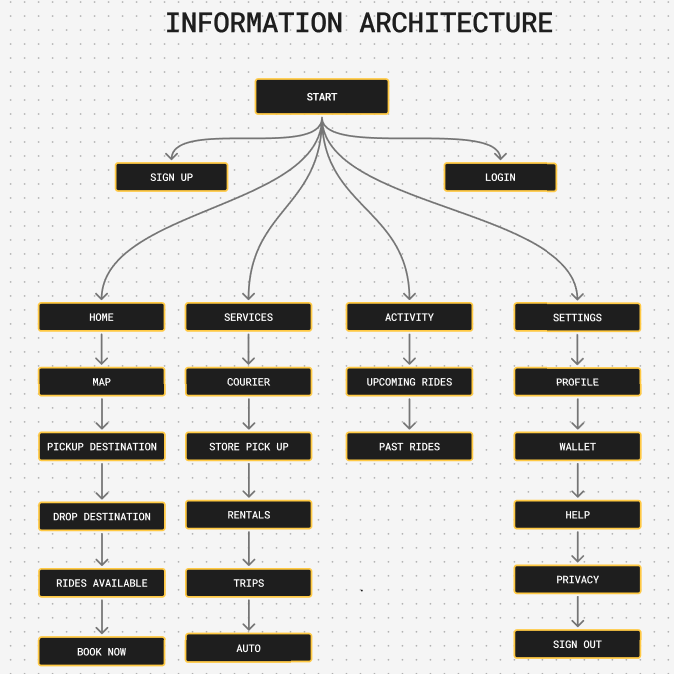 INFORMATION ARCHITECTURE
START
SIGN UP
LOGIN
HOME
SERVICES
ACTIVITY
SETTINGS
MAP
COURIER
UPCOMING RIDES
PROFILE
PICKUP DESTINATION
STORE PICK UP
PAST RIDES
WALLET
DROP DESTINATION
RENTALS
HELP
RIDES AVAILABLE
TRIPS
PRIVACY
BOOK NOW
AUTO
SIGN OUT